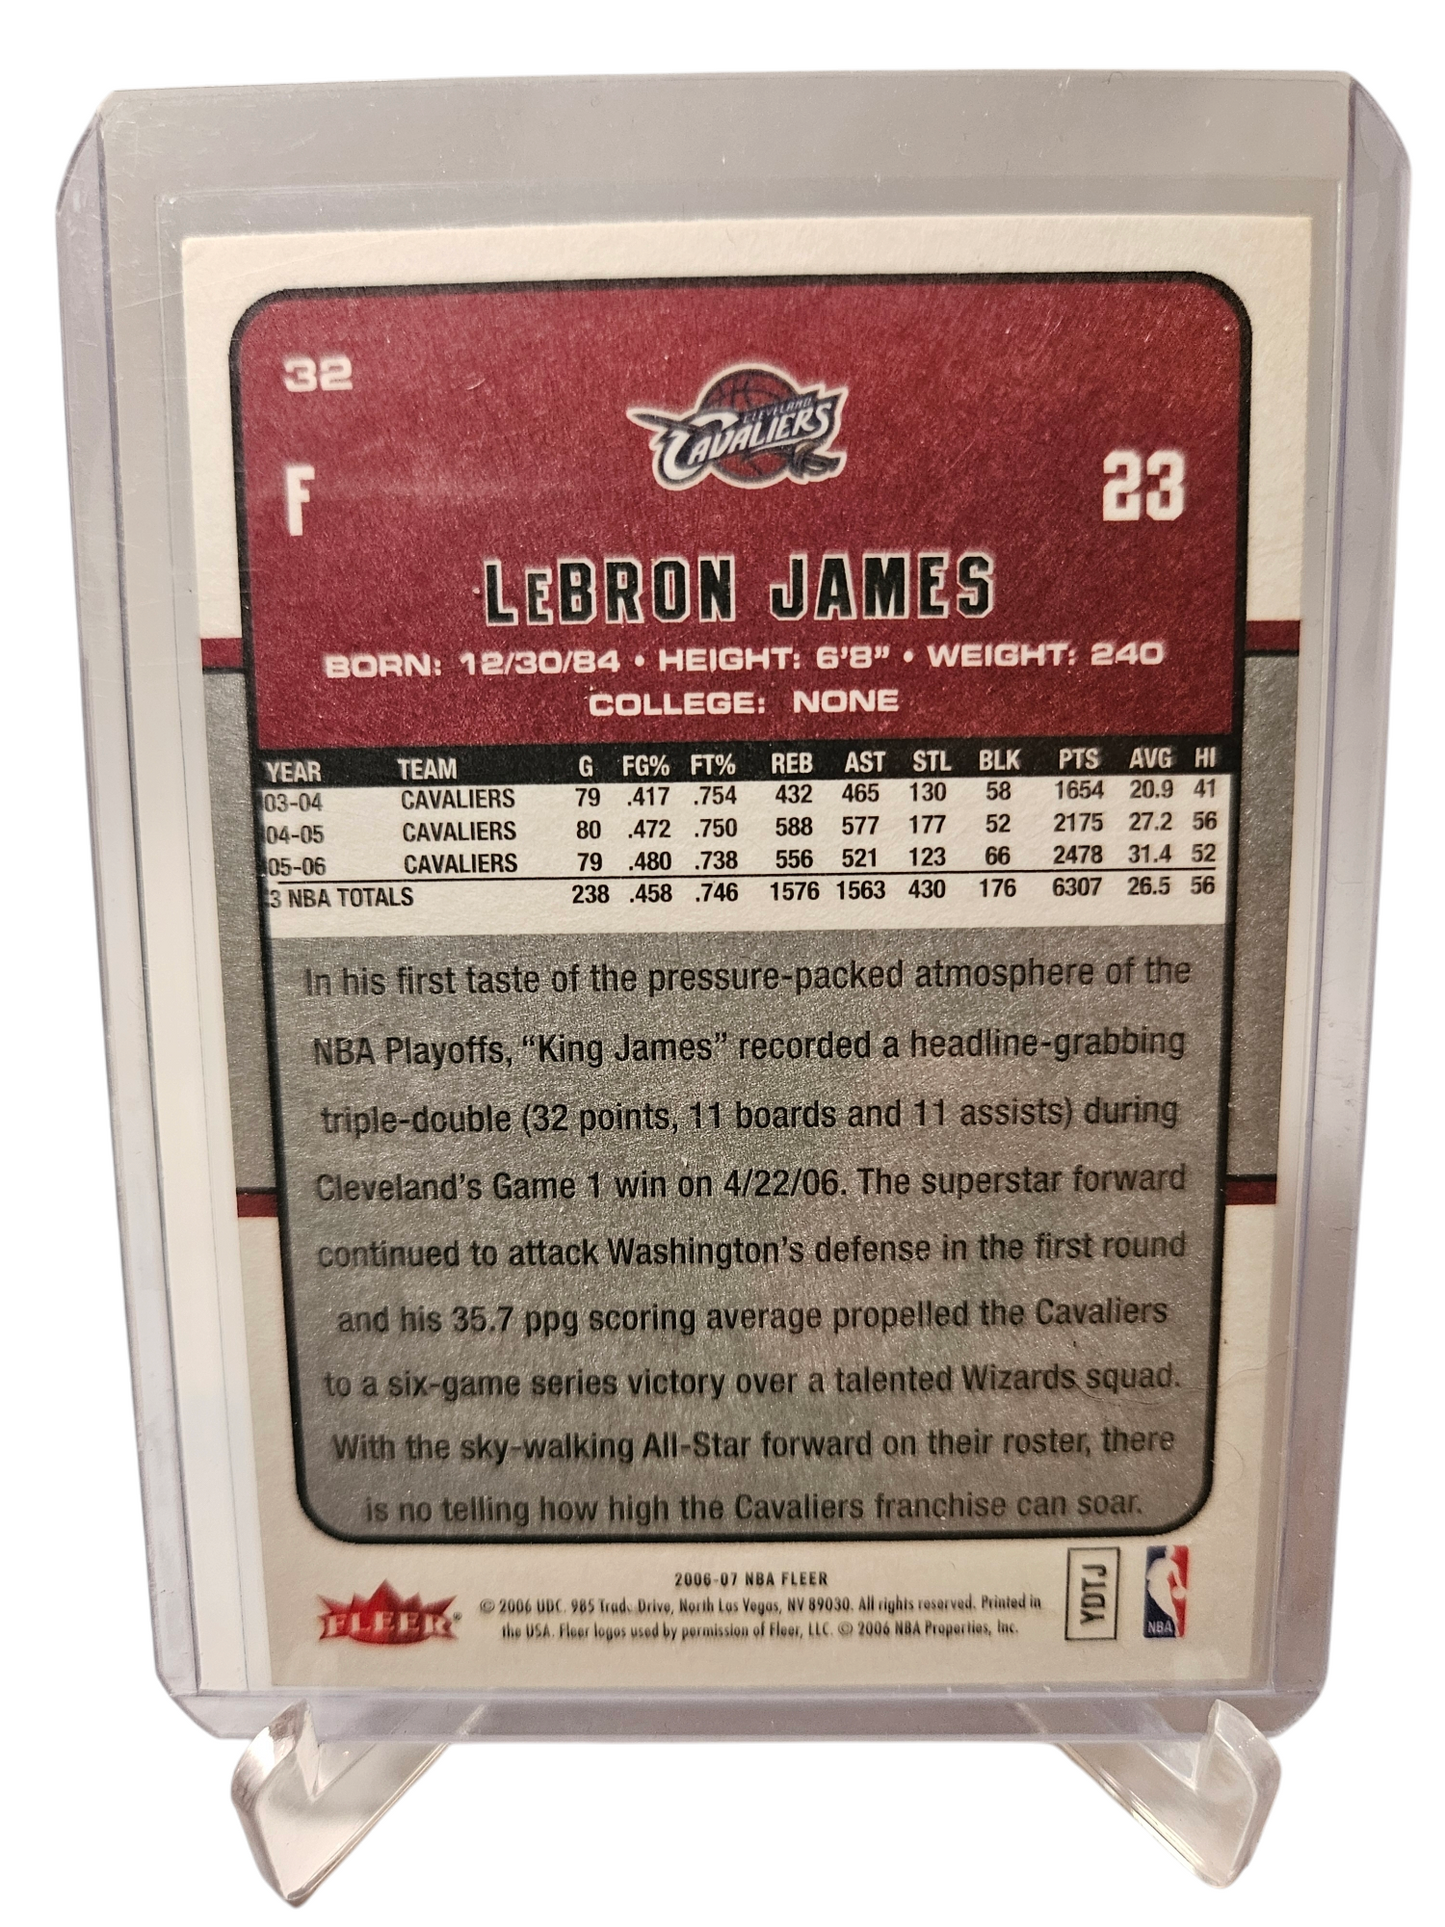 32
CLEVELAND
CAVALIERS
F
23
LeBRON JAMES
BORN: 12/30/84 • HEIGHT: 6'8" • WEIGHT: 240
COLLEGE: NONE
YEAR TEAM G FG% FT% REB AST STL BLK PTS AVG HI
03-04 CAVALIERS 79 .417 .754 432 465 130 58 1654 20.9 41
04-05 CAVALIERS 80 .472 .750 588 577 177 52 2175 27.2 56
05-06 CAVALIERS 79 .480 .738 556 521 123 66 2478 31.4 52
3 NBA TOTALS 238 .458 .746 1576 1563 430 176 6307 26.5 56
In his first taste of the pressure-packed atmosphere of the
NBA Playoffs, “King James” recorded a headline-grabbing
triple-double (32 points, 11 boards and 11 assists) during
Cleveland's Game 1 win on 4/22/06. The superstar forward
continued to attack Washington's defense in the first round
and his 35.7 ppg scoring average propelled the Cavaliers
to a six-game series victory over a talented Wizards squad.
With the sky-walking All-Star forward on their roster, there
is no telling how high the Cavaliers franchise can soar.
FLEER®
2006-07 NBA FLEER
© 2006 UDC. 985 Trade Drive, North Las Vegas, NV 89030. All rights reserved. Printed in
the USA. Fleer logos used by permission of Fleer, LLC. © 2006 NBA Properties, Inc.
YDTJ
NBA